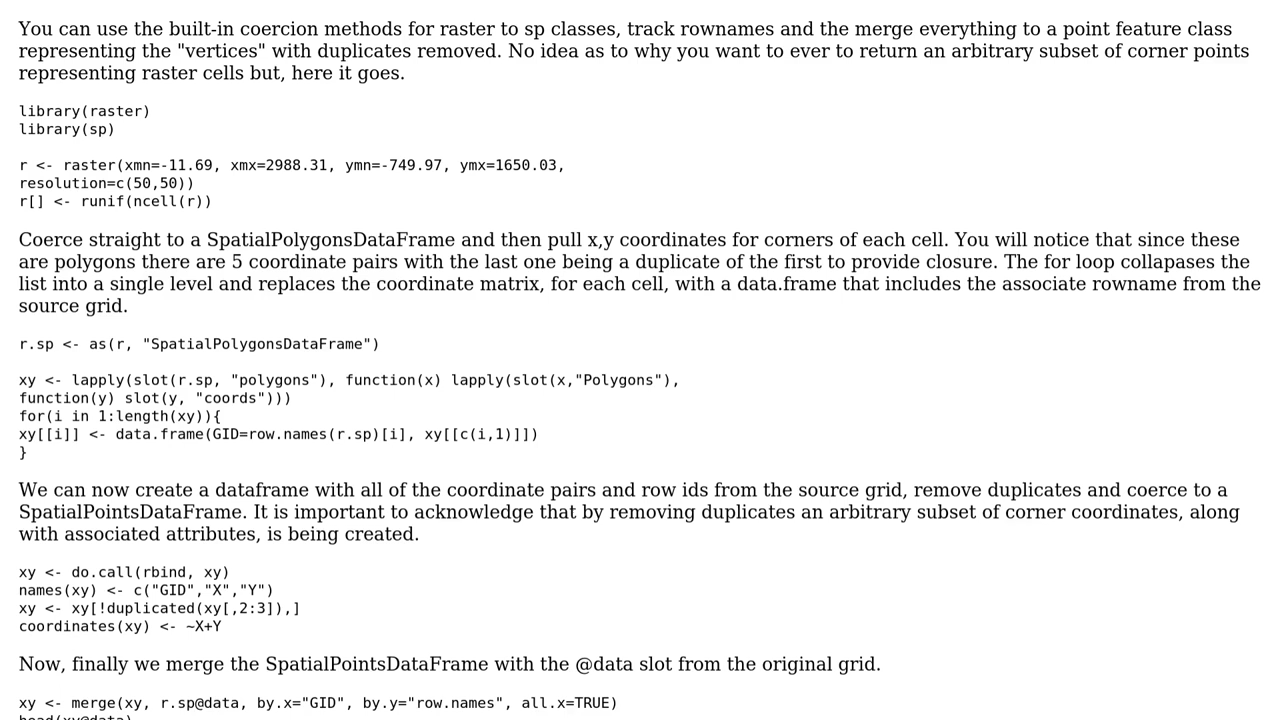 You can use the built-in coercion methods for raster to sp classes, track rownames and the merge everything to a point feature class
representing the "vertices" with duplicates removed. No idea as to why you want to ever to return an arbitrary subset of corner points
representing raster cells but, here it goes.
library(raster)
library(sp)
r <- raster(xmn=-11.69, xmx=2988.31, ymn=-749.97, ymx=1650.03,
resolution=c(50,50))
r[] <- runif(ncell(r))
Coerce straight to a SpatialPolygonsDataFrame and then pull x,y coordinates for corners of each cell. You will notice that since these
are polygons there are 5 coordinate pairs with the last one being a duplicate of the first to provide closure. The for loop collapases the
list into a single level and replaces the coordinate matrix, for each cell, with a data.frame that includes the associate rowname from the
source grid.
r.sp <- as(r, "SpatialPolygonsDataFrame")
xy <- lapply(slot(r.sp, "polygons"), function(x) lapply(slot(x,"Polygons"),
function(y) slot(y, "coords")))
for(i in 1:length(xy)){
xy[[i]] <- data.frame(GID=row.names(r.sp)[i], xy[[c(i,1)]])
}
We can now create a dataframe with all of the coordinate pairs and row ids from the source grid, remove duplicates and coerce to a
SpatialPointsDataFrame. It is important to acknowledge that by removing duplicates an arbitrary subset of corner coordinates, along
with associated attributes, is being created.
xy <- do.call(rbind, xy)
names(xy) <- c("GID","X","Y")
xy <- xy[!duplicated(xy[,2:3]),]
coordinates(xy) <- ~X+Y
Now, finally we merge the SpatialPointsDataFrame with the @data slot from the original grid.
xy <- merge(xy, r.sp@data, by.x="GID", by.y="row.names", all.x=TRUE)
head(xy@data)